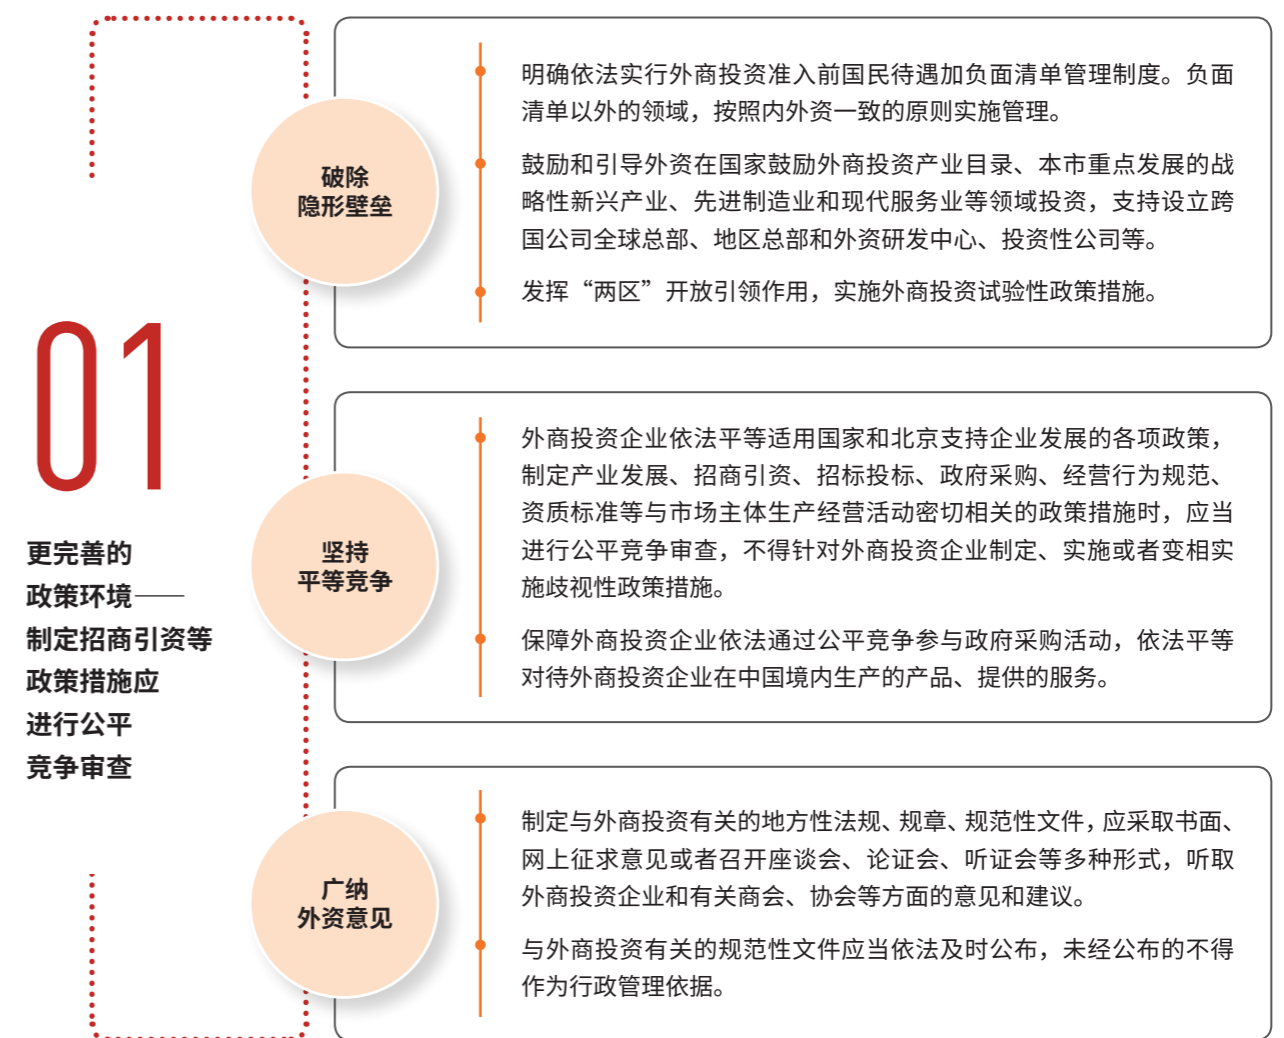 01
更完善的
政策环境——
制定招商引资等
政策措施应
进行公平
竞争审查
破除
隐形壁垒
明确依法实行外商投资准入前国民待遇加负面清单管理制度。负面
清单以外的领域，按照内外资一致的原则实施管理。
鼓励和引导外资在国家鼓励外商投资产业目录、本市重点发展的战
略性新兴产业、先进制造业和现代服务业等领域投资，支持设立跨
国公司全球总部、地区总部和外资研发中心、投资性公司等。
发挥“两区”开放引领作用，实施外商投资试验性政策措施。
坚持
平等竞争
外商投资企业依法平等适用国家和北京支持企业发展的各项政策，
制定产业发展、招商引资、招标投标、政府采购、经营行为规范、
资质标准等与市场主体生产经营活动密切相关的政策措施时，应当
进行公平竞争审查，不得针对外商投资企业制定、实施或者变相实
施歧视性政策措施。
保障外商投资企业依法通过公平竞争参与政府采购活动，依法平等
对待外商投资企业在中国境内生产的产品、提供的服务。
广纳
外资意见
制定与外商投资有关的地方性法规、规章、规范性文件，应采取书面、
网上征求意见或者召开座谈会、论证会、听证会等多种形式，听取
外商投资企业和有关商会、协会等方面的意见和建议。
与外商投资有关的规范性文件应当依法及时公布，未经公布的不得
作为行政管理依据。